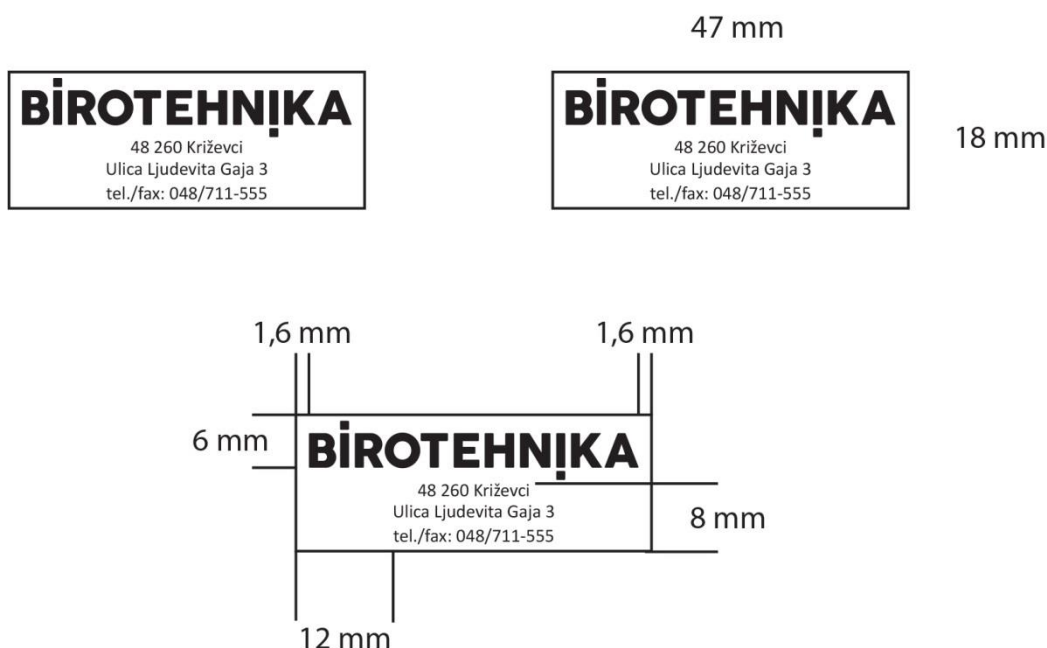 47 mm
BIROTEHNIKA
48 260 Križevci
Ulica Ljudevita Gaja 3
tel./fax: 048/711-555
BIROTEHNIKA
48 260 Križevci
Ulica Ljudevita Gaja 3
tel./fax: 048/711-555
18 mm
1,6 mm
1,6 mm
6 mm
BIROTEHNIKA
48 260 Križevci
Ulica Ljudevita Gaja 3
tel./fax: 048/711-555
8 mm
12 mm